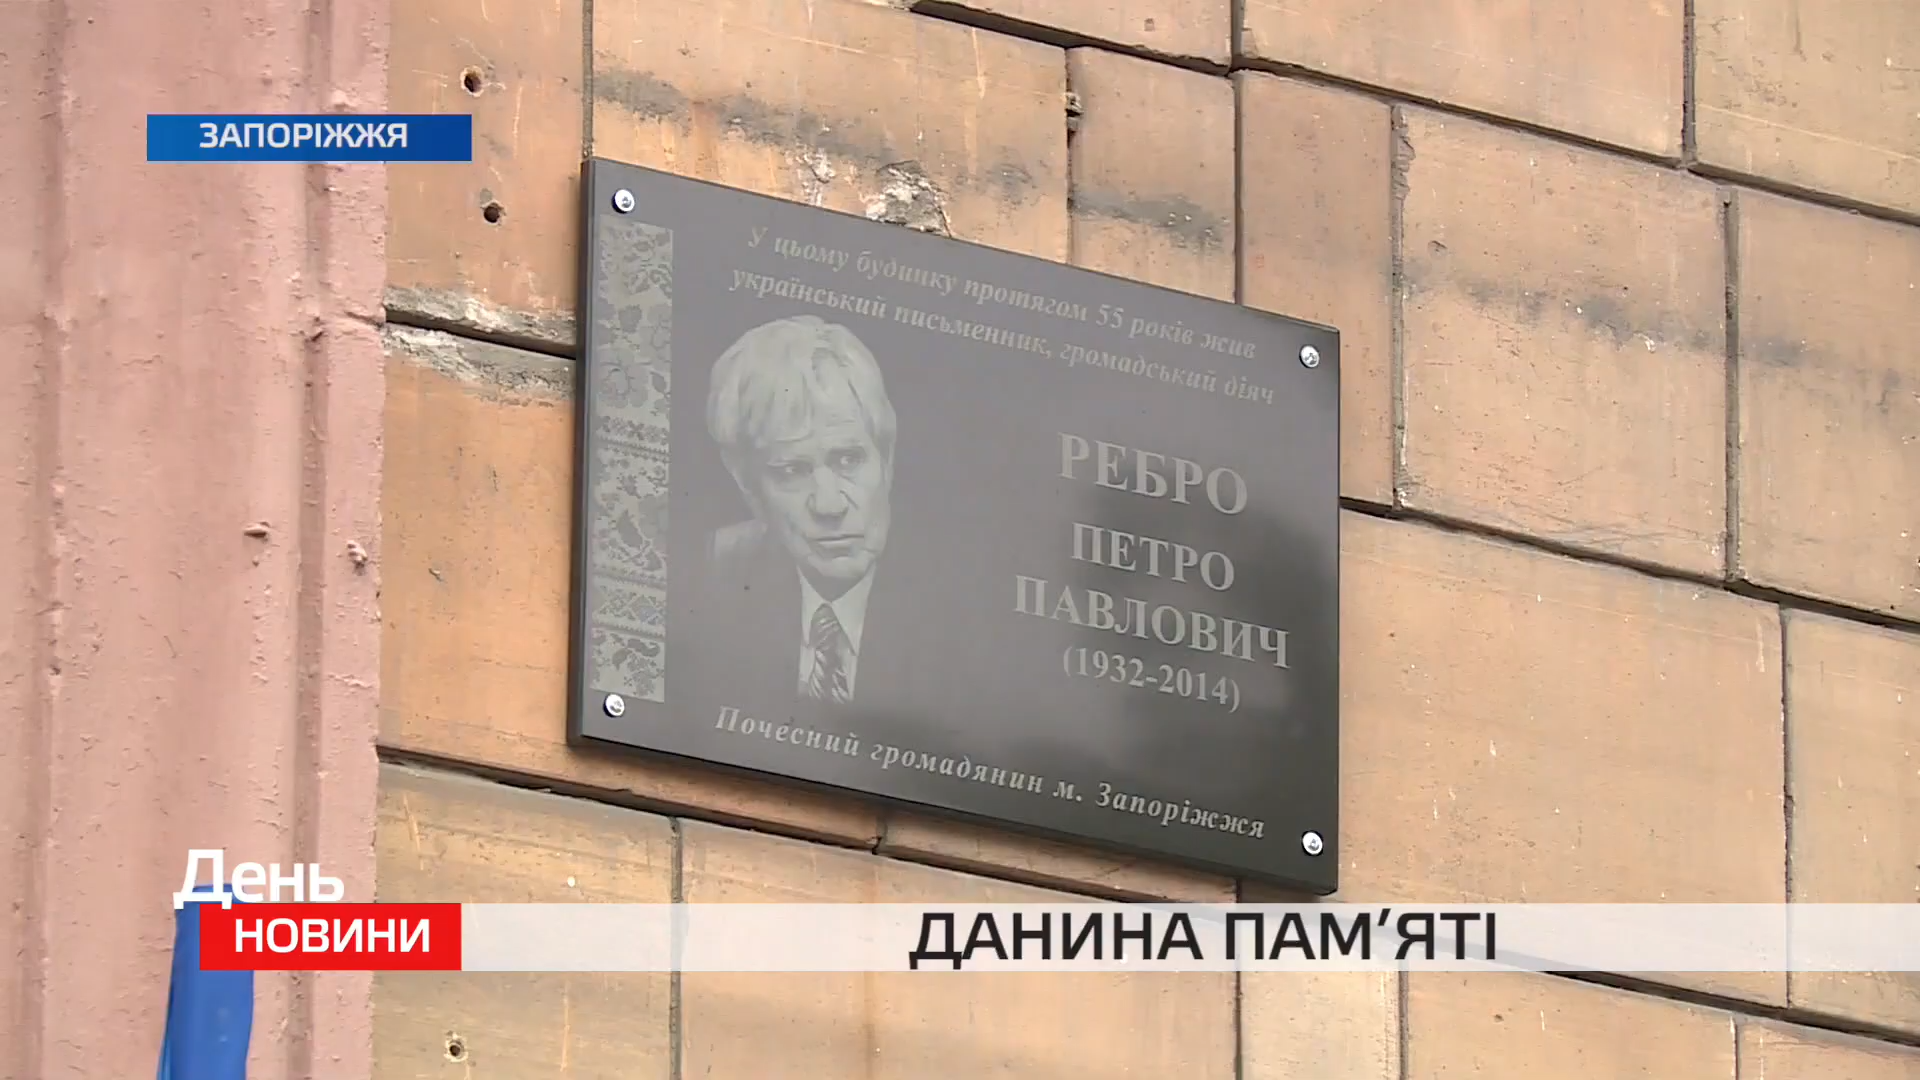 ЗАПОРІЖЖЯ
У цьому будинку протягом 55 років жив
український письменник, громадський діяч
РЕБРО
ПЕТРО
ПАВЛОВИЧ
(1932-2014)
Почесний громадянин м. Запоріжжя
День
НОВИНИ
ДАНИНА ПАМ’ЯТІ